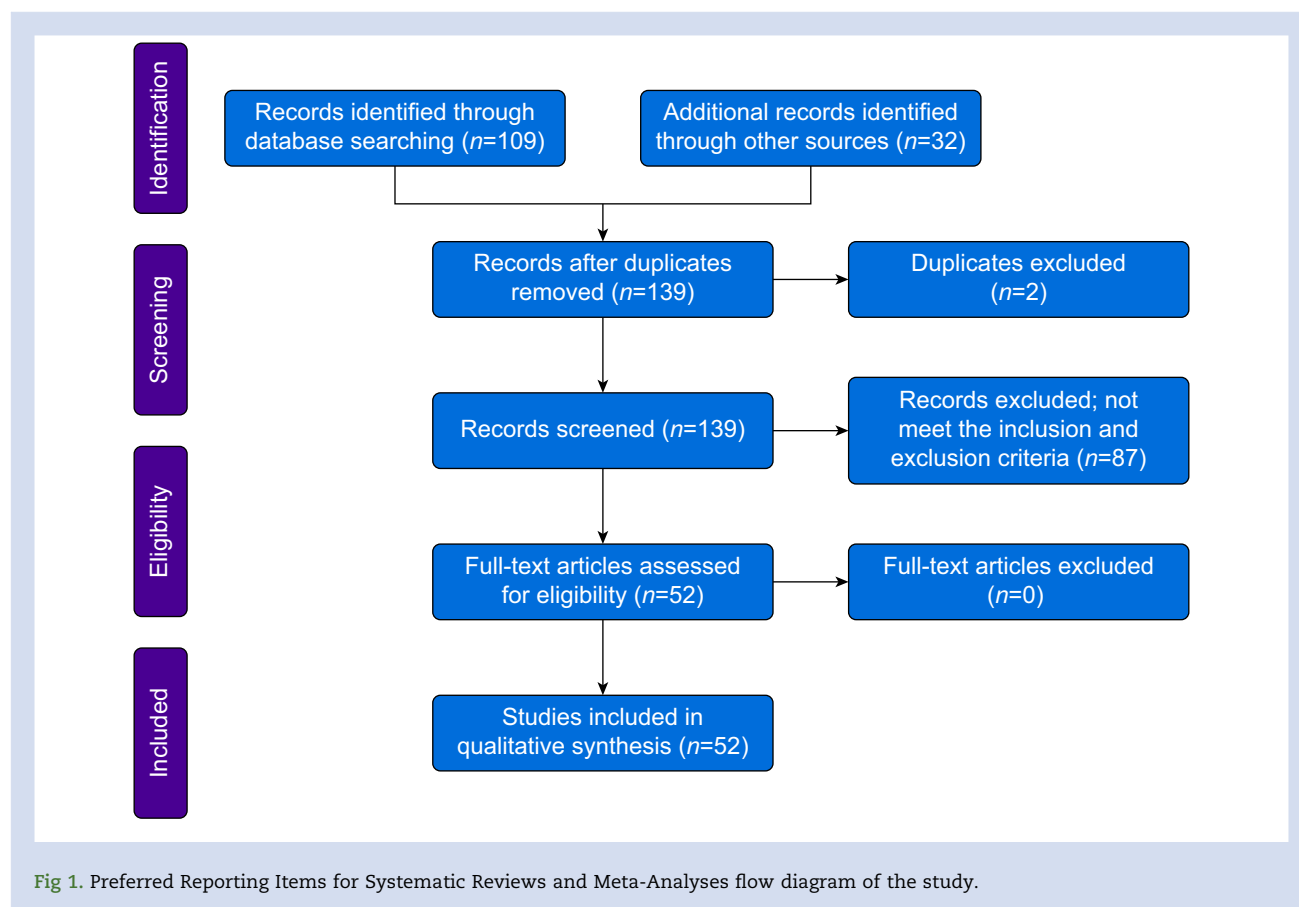 Identification
Records identified through
database searching (n=109)
Additional records identified
through other sources (n=32)
Screening
Records after duplicates
removed (n=139)
Duplicates excluded
(n=2)
Records screened (n=139)
Records excluded; not
meet the inclusion and
exclusion criteria (n=87)
Eligibility
Full-text articles assessed
for eligibility (n=52)
Full-text articles excluded
(n=0)
Included
Studies included in
qualitative synthesis (n=52)
Fig 1. Preferred Reporting Items for Systematic Reviews and Meta-Analyses flow diagram of the study.